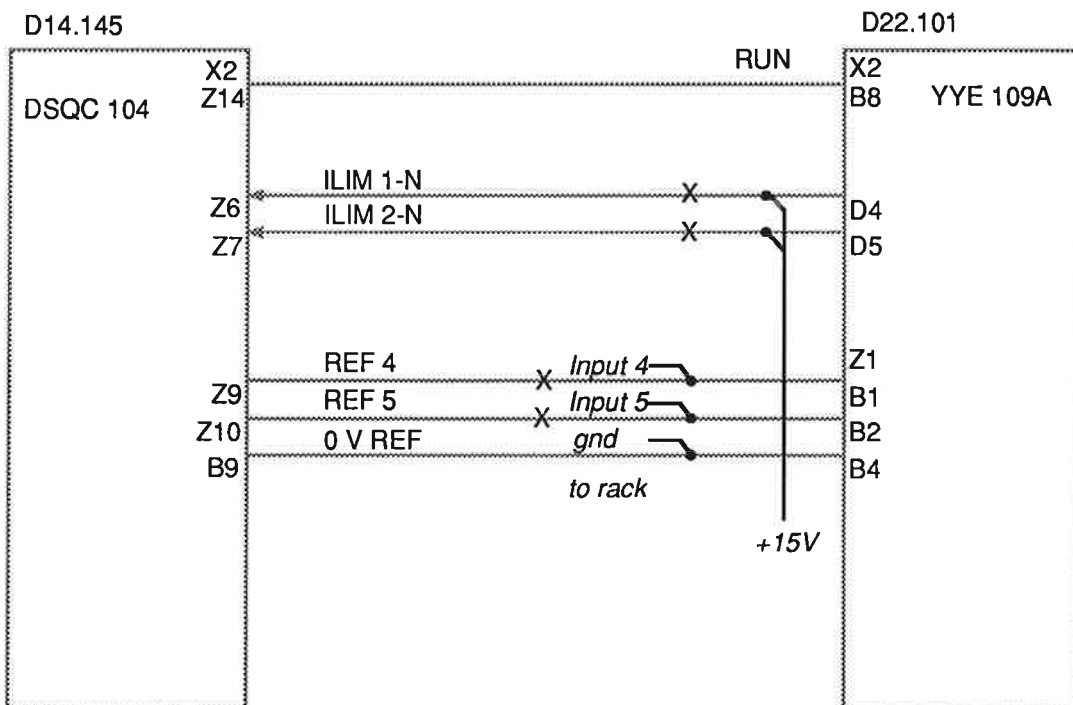 D14.145
D22.101
X2
RUN
X2
Z14
B8
DSQC 104
YYE 109A
ILIM 1-N
X
Z6
D4
ILIM 2-N
X
Z7
D5
REF 4
X
Input 4
Z1
Z9
B1
REF 5
X
Input 5
Z10
B2
0 V REF
gnd
B9
B4
to rack
+15V